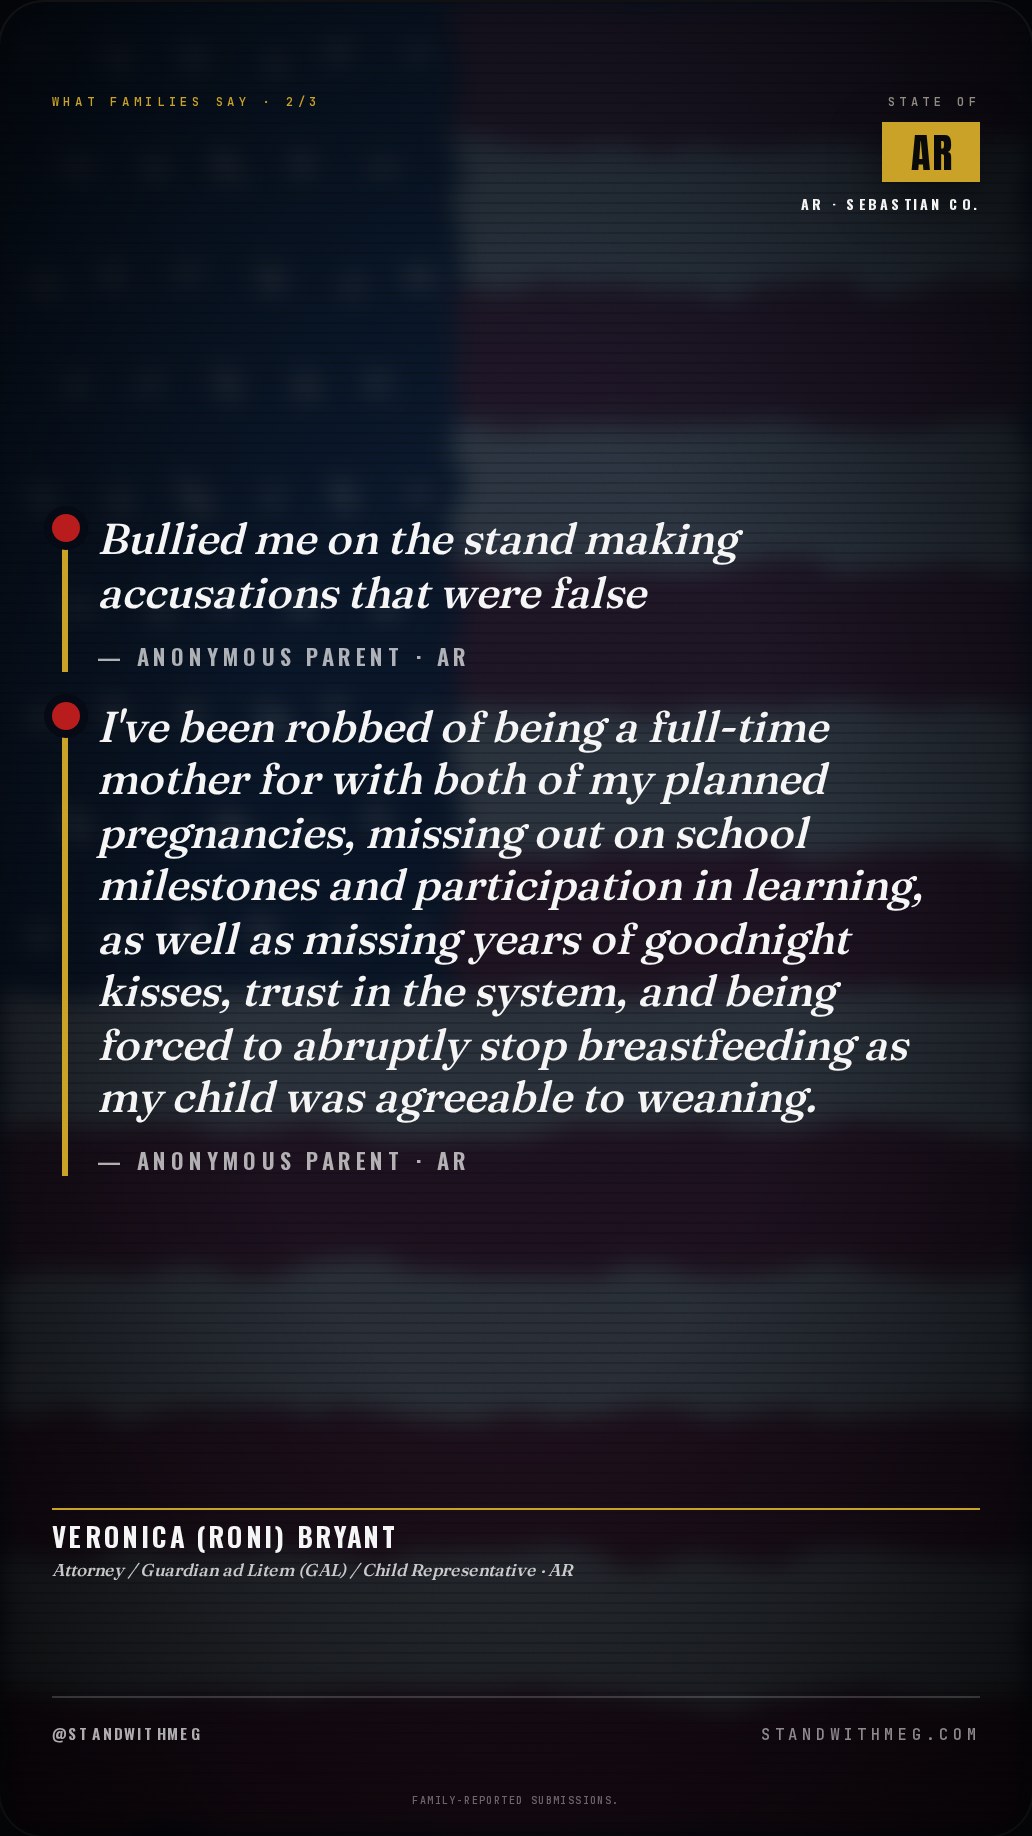 WHAT FAMILIES SAY · 2/3
STATE OF
AR
AR · SEBASTIAN CO.
Bullied me on the stand making
accusations that were false
— ANONYMOUS PARENT · AR
I've been robbed of being a full-time
mother for with both of my planned
pregnancies, missing out on school
milestones and participation in learning,
as well as missing years of goodnight
kisses, trust in the system, and being
forced to abruptly stop breastfeeding as
my child was agreeable to weaning.
— ANONYMOUS PARENT · AR
VERONICA (RONI) BRYANT
Attorney / Guardian ad Litem (GAL) / Child Representative · AR
@STANDWITHMEG
STANDWITHMEG.COM
FAMILY-REPORTED SUBMISSIONS.